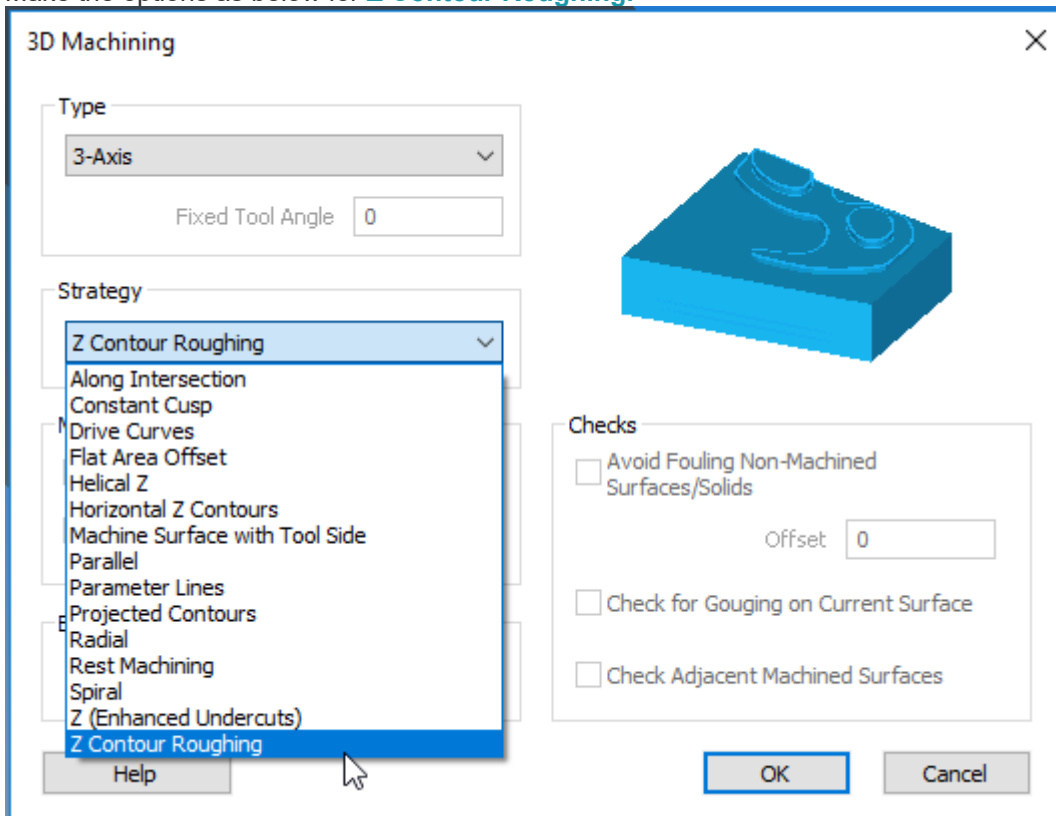 3D Machining
Type
3-Axis
Fixed Tool Angle 0
Strategy
Z Contour Roughing
Along Intersection
Constant Cusp
Drive Curves
Flat Area Offset
Helical Z
Horizontal Z Contours
Machine Surface with Tool Side
Parallel
Parameter Lines
Projected Contours
Radial
Rest Machining
Spiral
Z (Enhanced Undercuts)
Z Contour Roughing
Checks
Avoid Fouling Non-Machined
Surfaces/Solids
Offset 0
Check for Gouging on Current Surface
Check Adjacent Machined Surfaces
Help
OK
Cancel